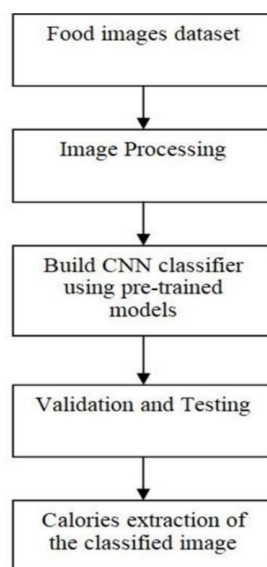 Food images dataset
Image Processing
Build CNN classifier
using pre-trained
models
Validation and Testing
Calories extraction of
the classified image